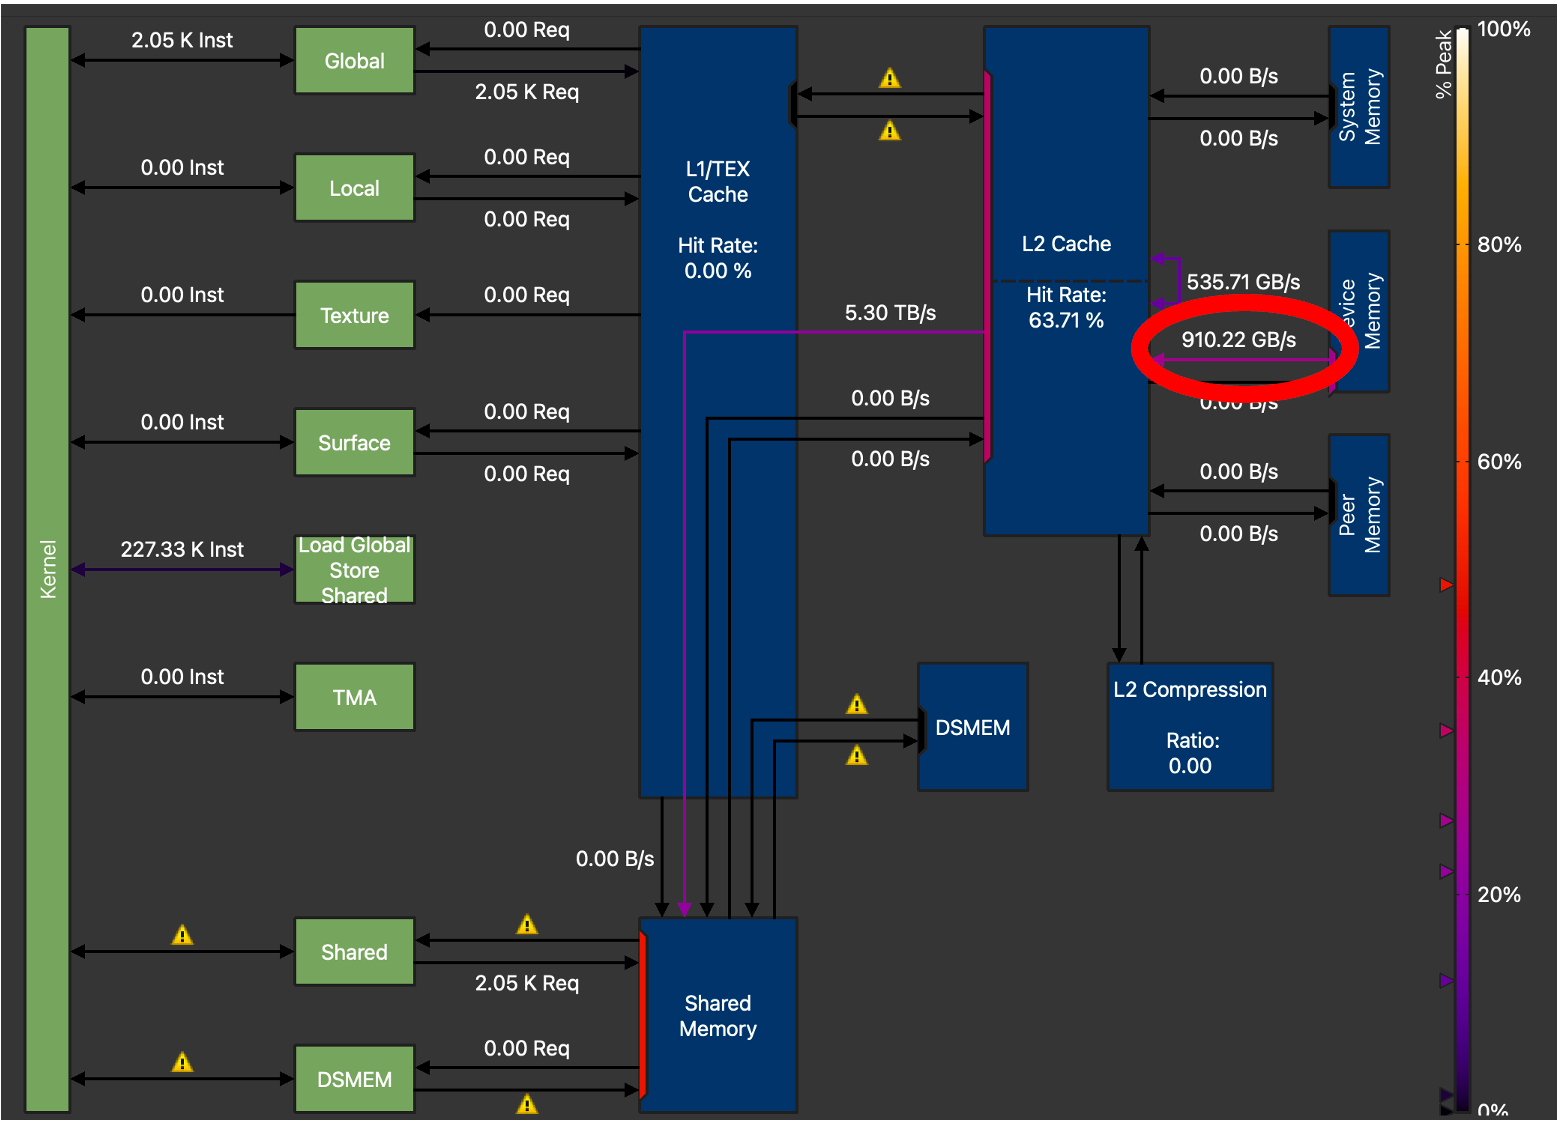 2.05 K Inst
Global
0.00 Req
2.05 K Req
0.00 Inst
Local
0.00 Req
0.00 Req
0.00 Inst
Texture
0.00 Req
0.00 Inst
Surface
0.00 Req
0.00 Req
Kernel
227.33 K Inst
Load Global
Store
Shared
0.00 Inst
TMA
Shared
2.05 K Req
DSMEM
0.00 Req
L1/TEX
Cache
Hit Rate:
0.00 %
5.30 TB/s
0.00 B/s
0.00 B/s
0.00 B/s
Shared
Memory
DSMEM
L2 Cache
Hit Rate:
63.71 %
L2 Compression
Ratio:
0.00
0.00 B/s
0.00 B/s
System
Memory
535.71 GB/s
910.22 GB/s
0.00 B/s
Memory
0.00 B/s
0.00 B/s
Peer
Memory
% Peak
100%
80%
60%
40%
20%
0%